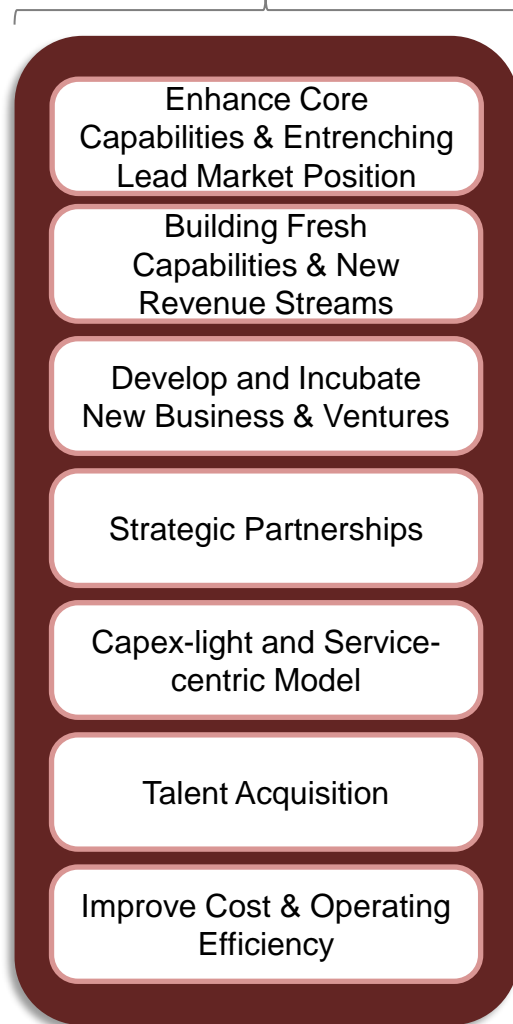 Enhance Core
Capabilities & Entrenching
Lead Market Position
Building Fresh
Capabilities & New
Revenue Streams
Develop and Incubate
New Business & Ventures
Strategic Partnerships
Capex-light and Service-
centric Model
Talent Acquisition
Improve Cost & Operating
Efficiency